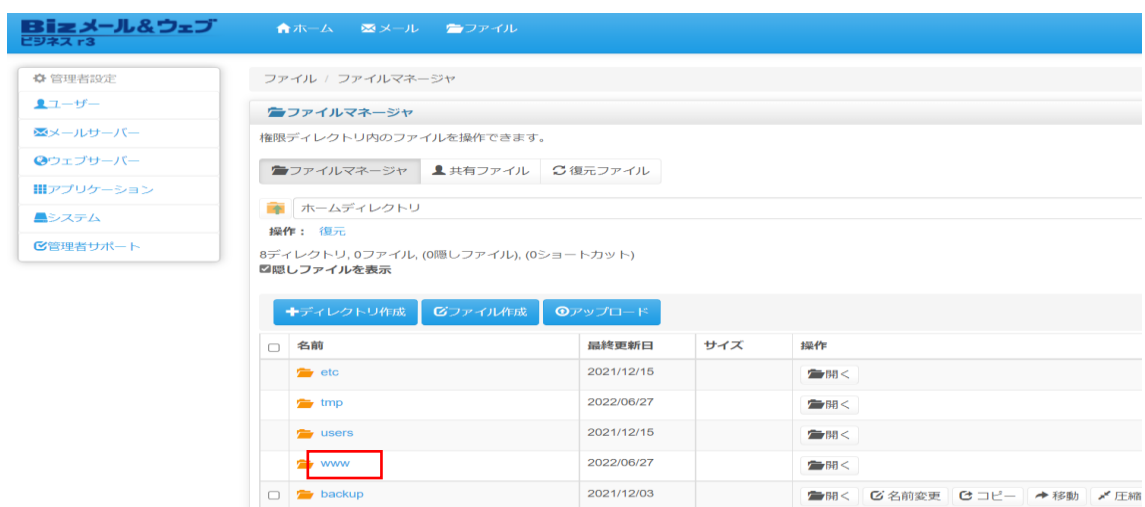 Bizメール&ウェブ
ビジネス r3
ホーム メール ファイル
管理者設定
ユーザー
メールサーバー
ウェブサーバー
アプリケーション
システム
管理者サポート
ファイル / ファイルマネージャ
ファイルマネージャ
権限ディレクトリ内のファイルを操作できます。
ファイルマネージャ 共有ファイル 復元ファイル
ホームディレクトリ
操作： 復元
8ディレクトリ, 0ファイル, (0隠しファイル), (0ショートカット)
隠しファイルを表示
ディレクトリ作成 ファイル作成 アップロード
名前 最終更新日 サイズ 操作
etc 2021/12/15 開く
tmp 2022/06/27 開く
users 2021/12/15 開く
www 2022/06/27 開く
backup 2021/12/03 開く 名前変更 コピー 移動 圧縮